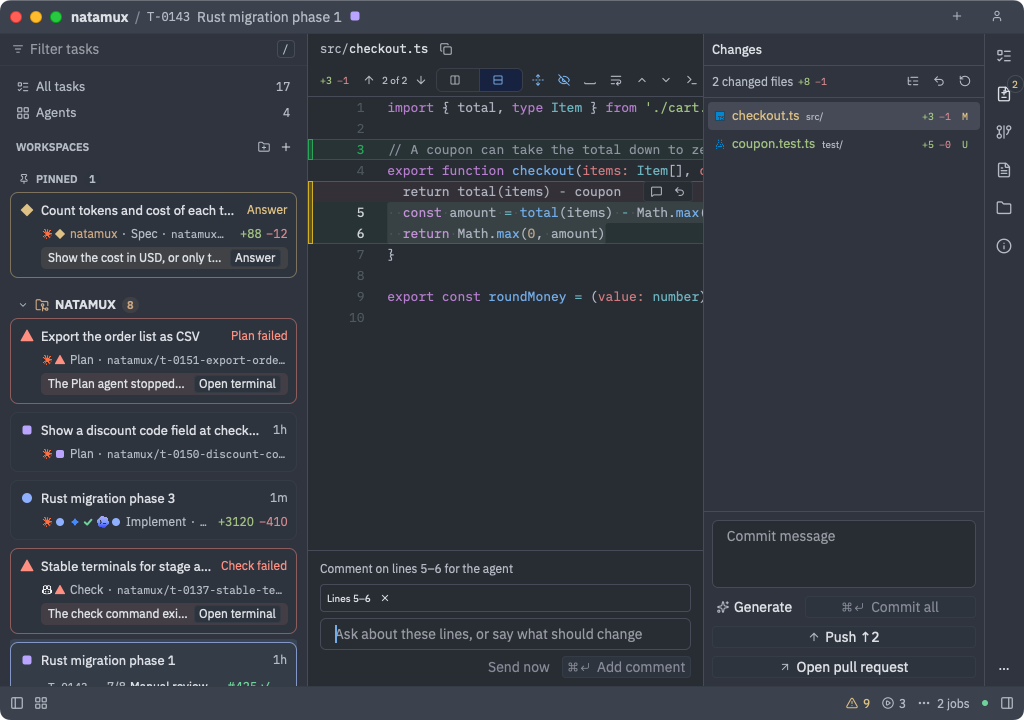 natamux / T-0143 Rust migration phase 1
Filter tasks /
All tasks 17
Agents 4
WORKSPACES
PINNED 1
Count tokens and cost of each t... Answer
natamux · Spec · natamux... +88 −12
Show the cost in USD, or only t... Answer
NATAMUX 8
Export the order list as CSV Plan failed
Plan · natamux/t-0151-export-orde…
The Plan agent stopped... Open terminal
Show a discount code field at check... 1h
Plan · natamux/t-0150-discount-co…
Rust migration phase 3 1m
Implement · … +3120 −410
Stable terminals for stage a... Check failed
Check · natamux/t-0137-stable-te…
The check command exi... Open terminal
Rust migration phase 1 1h
src/checkout.ts
+3 −1 2 of 2
1 import { total, type Item } from './cart.
2
3 // A coupon can take the total down to ze
4 export function checkout(items: Item[], c
return total(items) - coupon
5 const amount = total(items) - Math.max(
6 return Math.max(0, amount)
7 }
8
9 export const roundMoney = (value: number)
10
Comment on lines 5–6 for the agent
Lines 5–6 ×
Ask about these lines, or say what should change
Send now ⌘↵ Add comment
Changes
2 changed files +8 −1
checkout.ts src/ +3 −1 M
coupon.test.ts test/ +5 −0 U
Commit message
Generate ⌘↵ Commit all
↑ Push ↑2
Open pull request
2
9 3 ··· 2 jobs